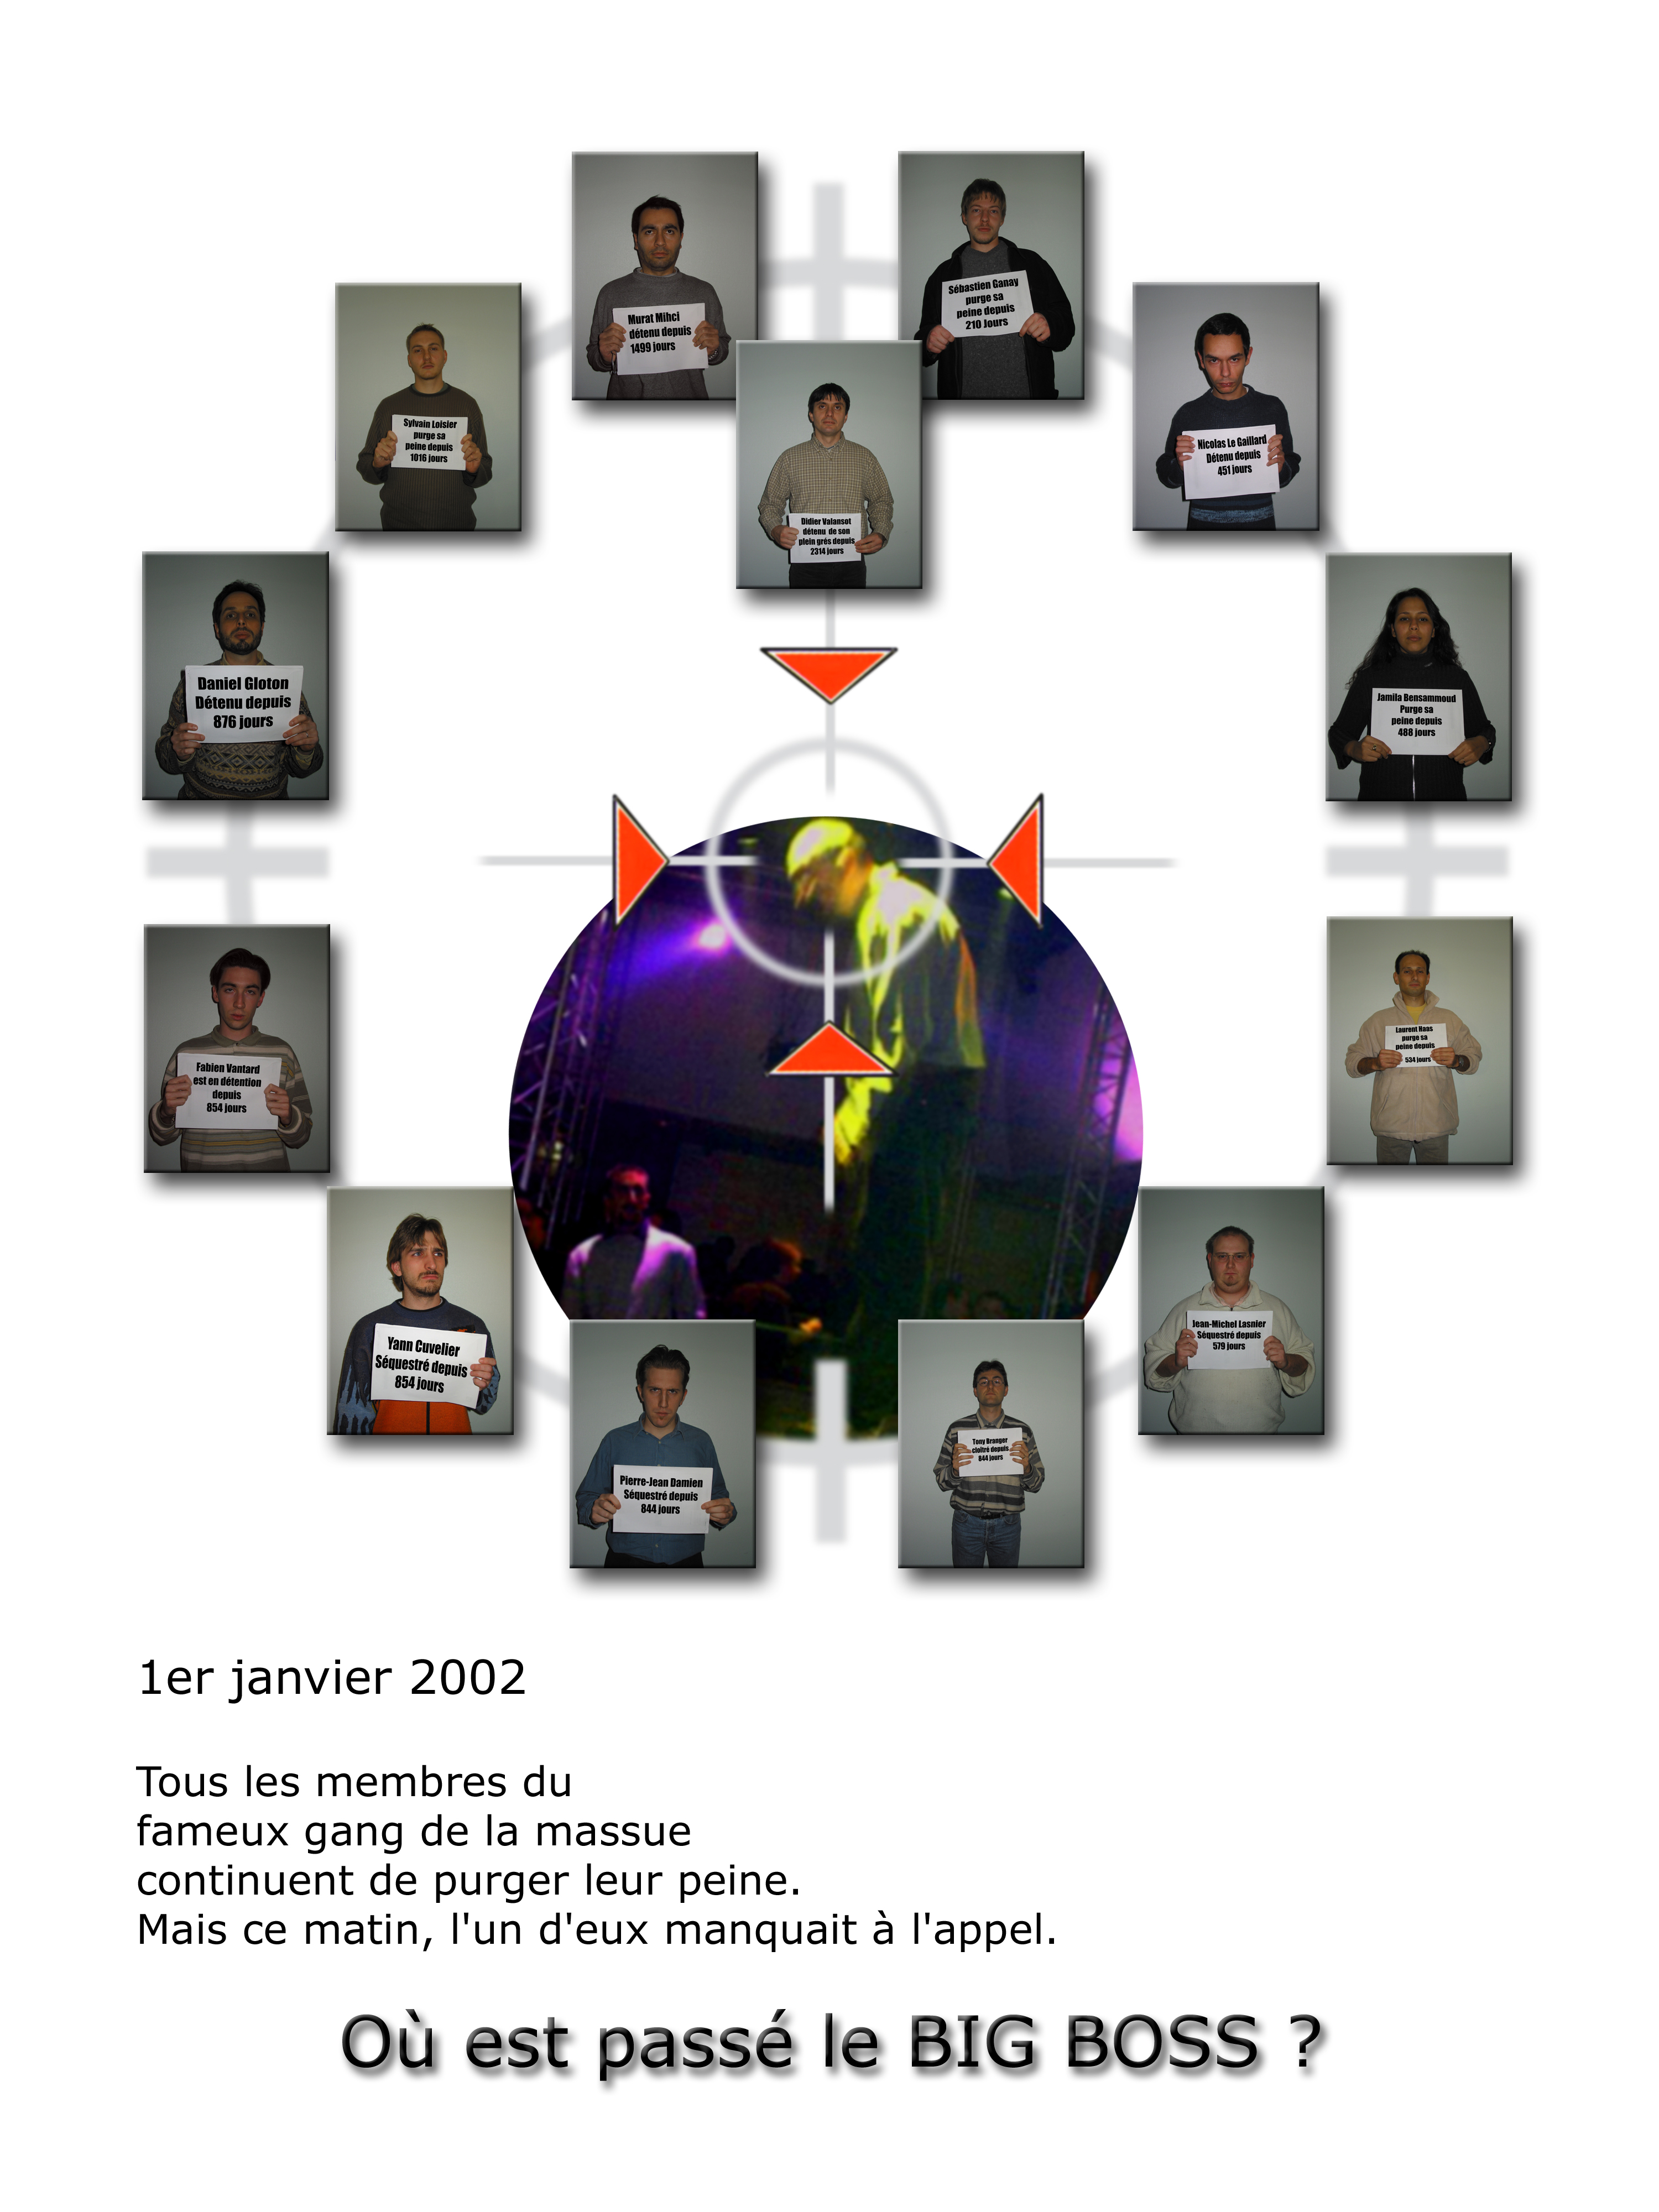 Murat Mihci
détenu depuis
1499 jours
Sébastien Ganay
purge sa
peine depuis
210 Jours
Sylvain Loisier
purge sa
peine depuis
1016 jours
Didier Valansot
détenu de son
plein grés depuis
2314 jours
Nicolas Le Gaillard
Détenu depuis
451 jours
Daniel Gloton
Détenu depuis
876 jours
Jamila Bensammoud
Purge sa
peine depuis
488 jours
Fabien Vantard
est en détention
depuis
854 jours
Laurent Haas
purge sa
peine depuis
534 jours
Yann Cuvelier
Séquestré depuis
854 jours
Jean-Michel Lasnier
Séquestré depuis
579 jours
Pierre-Jean Damien
Séquestré depuis
844 jours
Tony Branger
cloîtré depuis
844 jours
1er janvier 2002
Tous les membres du
fameux gang de la massue
continuent de purger leur peine.
Mais ce matin, l'un d'eux manquait à l'appel.
Où est passé le BIG BOSS ?